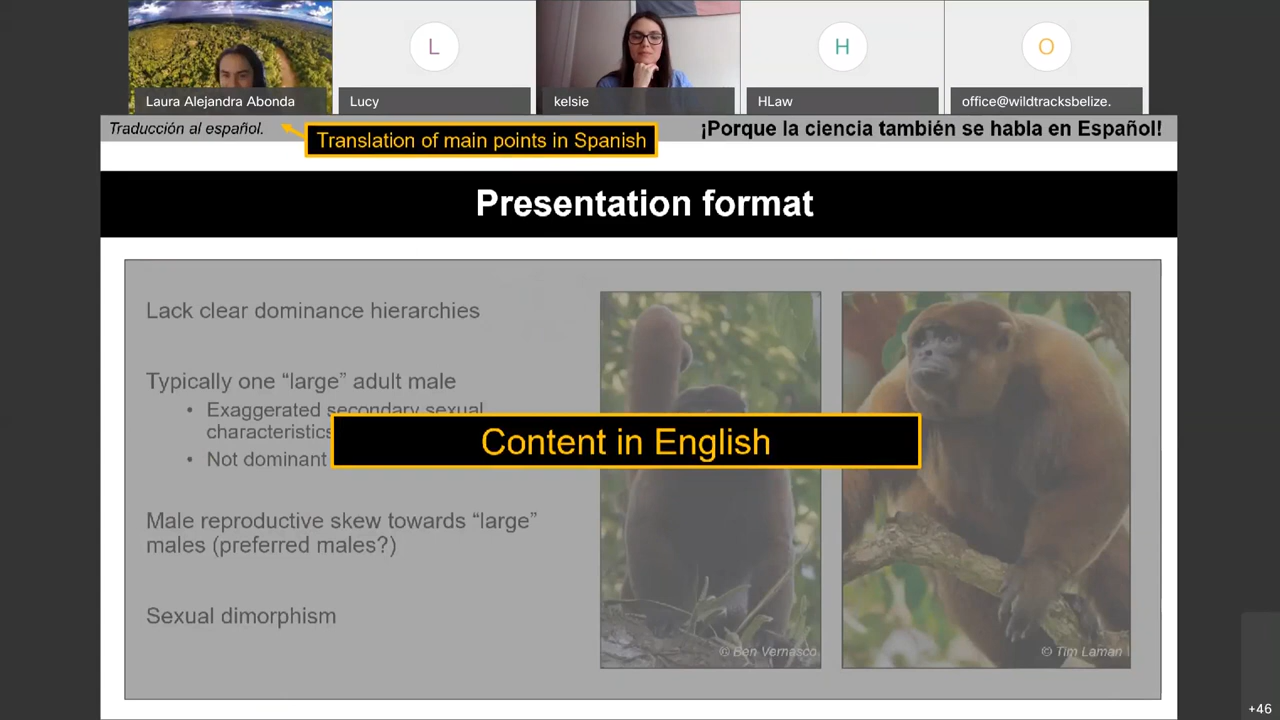 L
H
O
Laura Alejandra Abonda
Lucy
kelsie
HLaw
office@wildtracksbelize.
Traducción al español.
Translation of main points in Spanish
¡Porque la ciencia también se habla en Español!
Presentation format
Lack clear dominance hierarchies
Typically one “large” adult male
• Exaggerated secondary sexual
characteristics
• Not dominant
Content in English
Male reproductive skew towards “large”
males (preferred males?)
Sexual dimorphism
© Ben Vernasco
© Tim Laman
+46